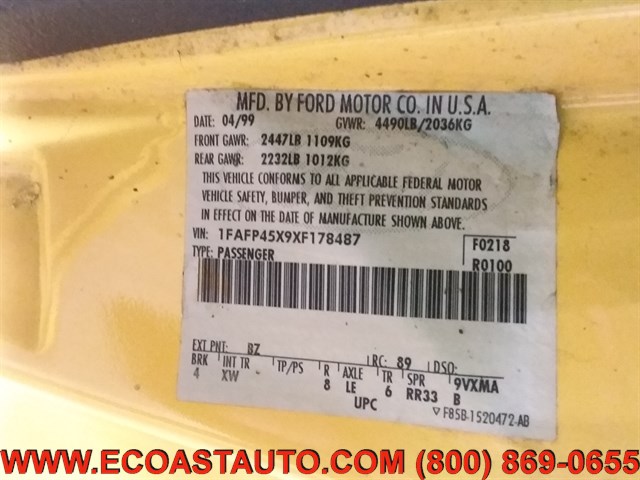 MFD. BY FORD MOTOR CO. IN U.S.A.
DATE: 04/99 GVWR: 4490LB/2036KG
FRONT GAWR: 2447LB 1109KG
REAR GAWR: 2232LB 1012KG
THIS VEHICLE CONFORMS TO ALL APPLICABLE FEDERAL MOTOR
VEHICLE SAFETY, BUMPER, AND THEFT PREVENTION STANDARDS
IN EFFECT ON THE DATE OF MANUFACTURE SHOWN ABOVE.
VIN: 1FAFP45X9XF178487 F0218
TYPE: PASSENGER R0100
EXT PNT: BZ RC: 89 DSO:
BRK INT TR TP/PS R AXLE TR SPR 9VXMA
4 XW 8 LE 6 RR33 B
UPC ▽ F85B-1520472-AB
WWW.ECOASTAUTO.COM (800) 869-0655